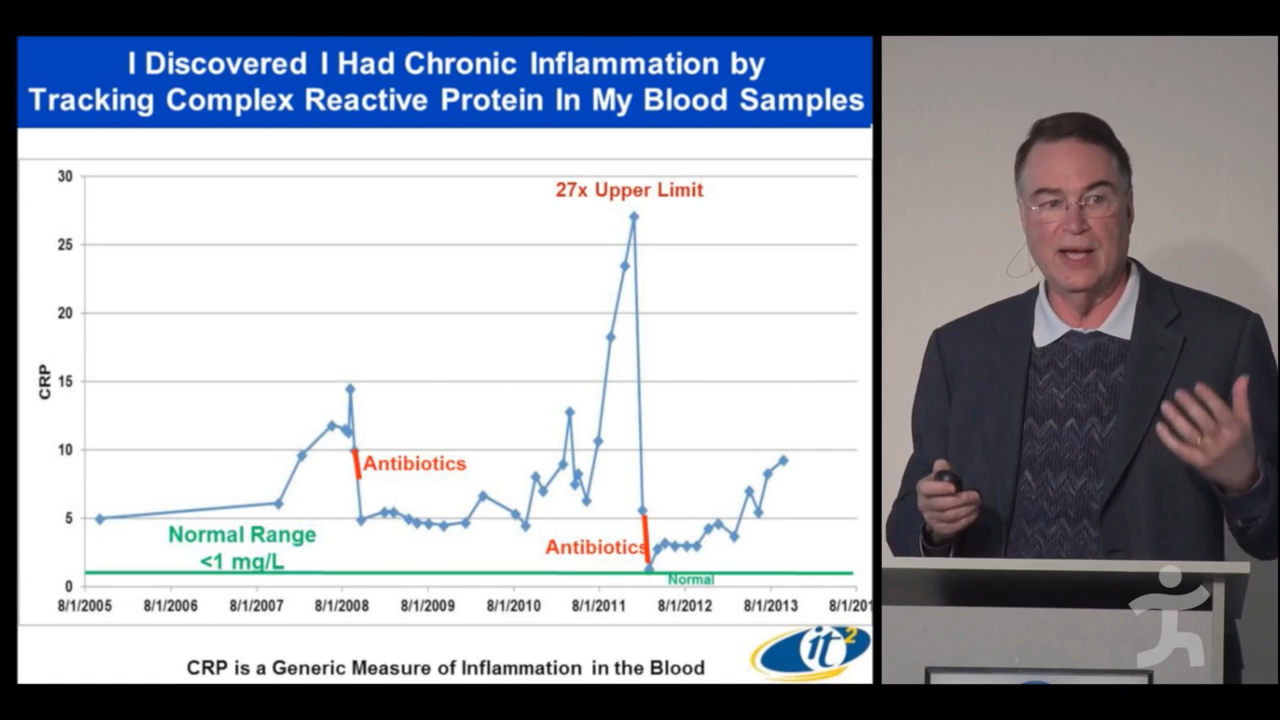 I Discovered I Had Chronic Inflammation by
Tracking Complex Reactive Protein In My Blood Samples
30
25
20
15
10
5
0
CRP
27x Upper Limit
Antibiotics
Normal Range
<1 mg/L
Antibiotics
Normal
8/1/2005
8/1/2006
8/1/2007
8/1/2008
8/1/2009
8/1/2010
8/1/2011
8/1/2012
8/1/2013
8/1/201
CRP is a Generic Measure of Inflammation in the Blood
it2